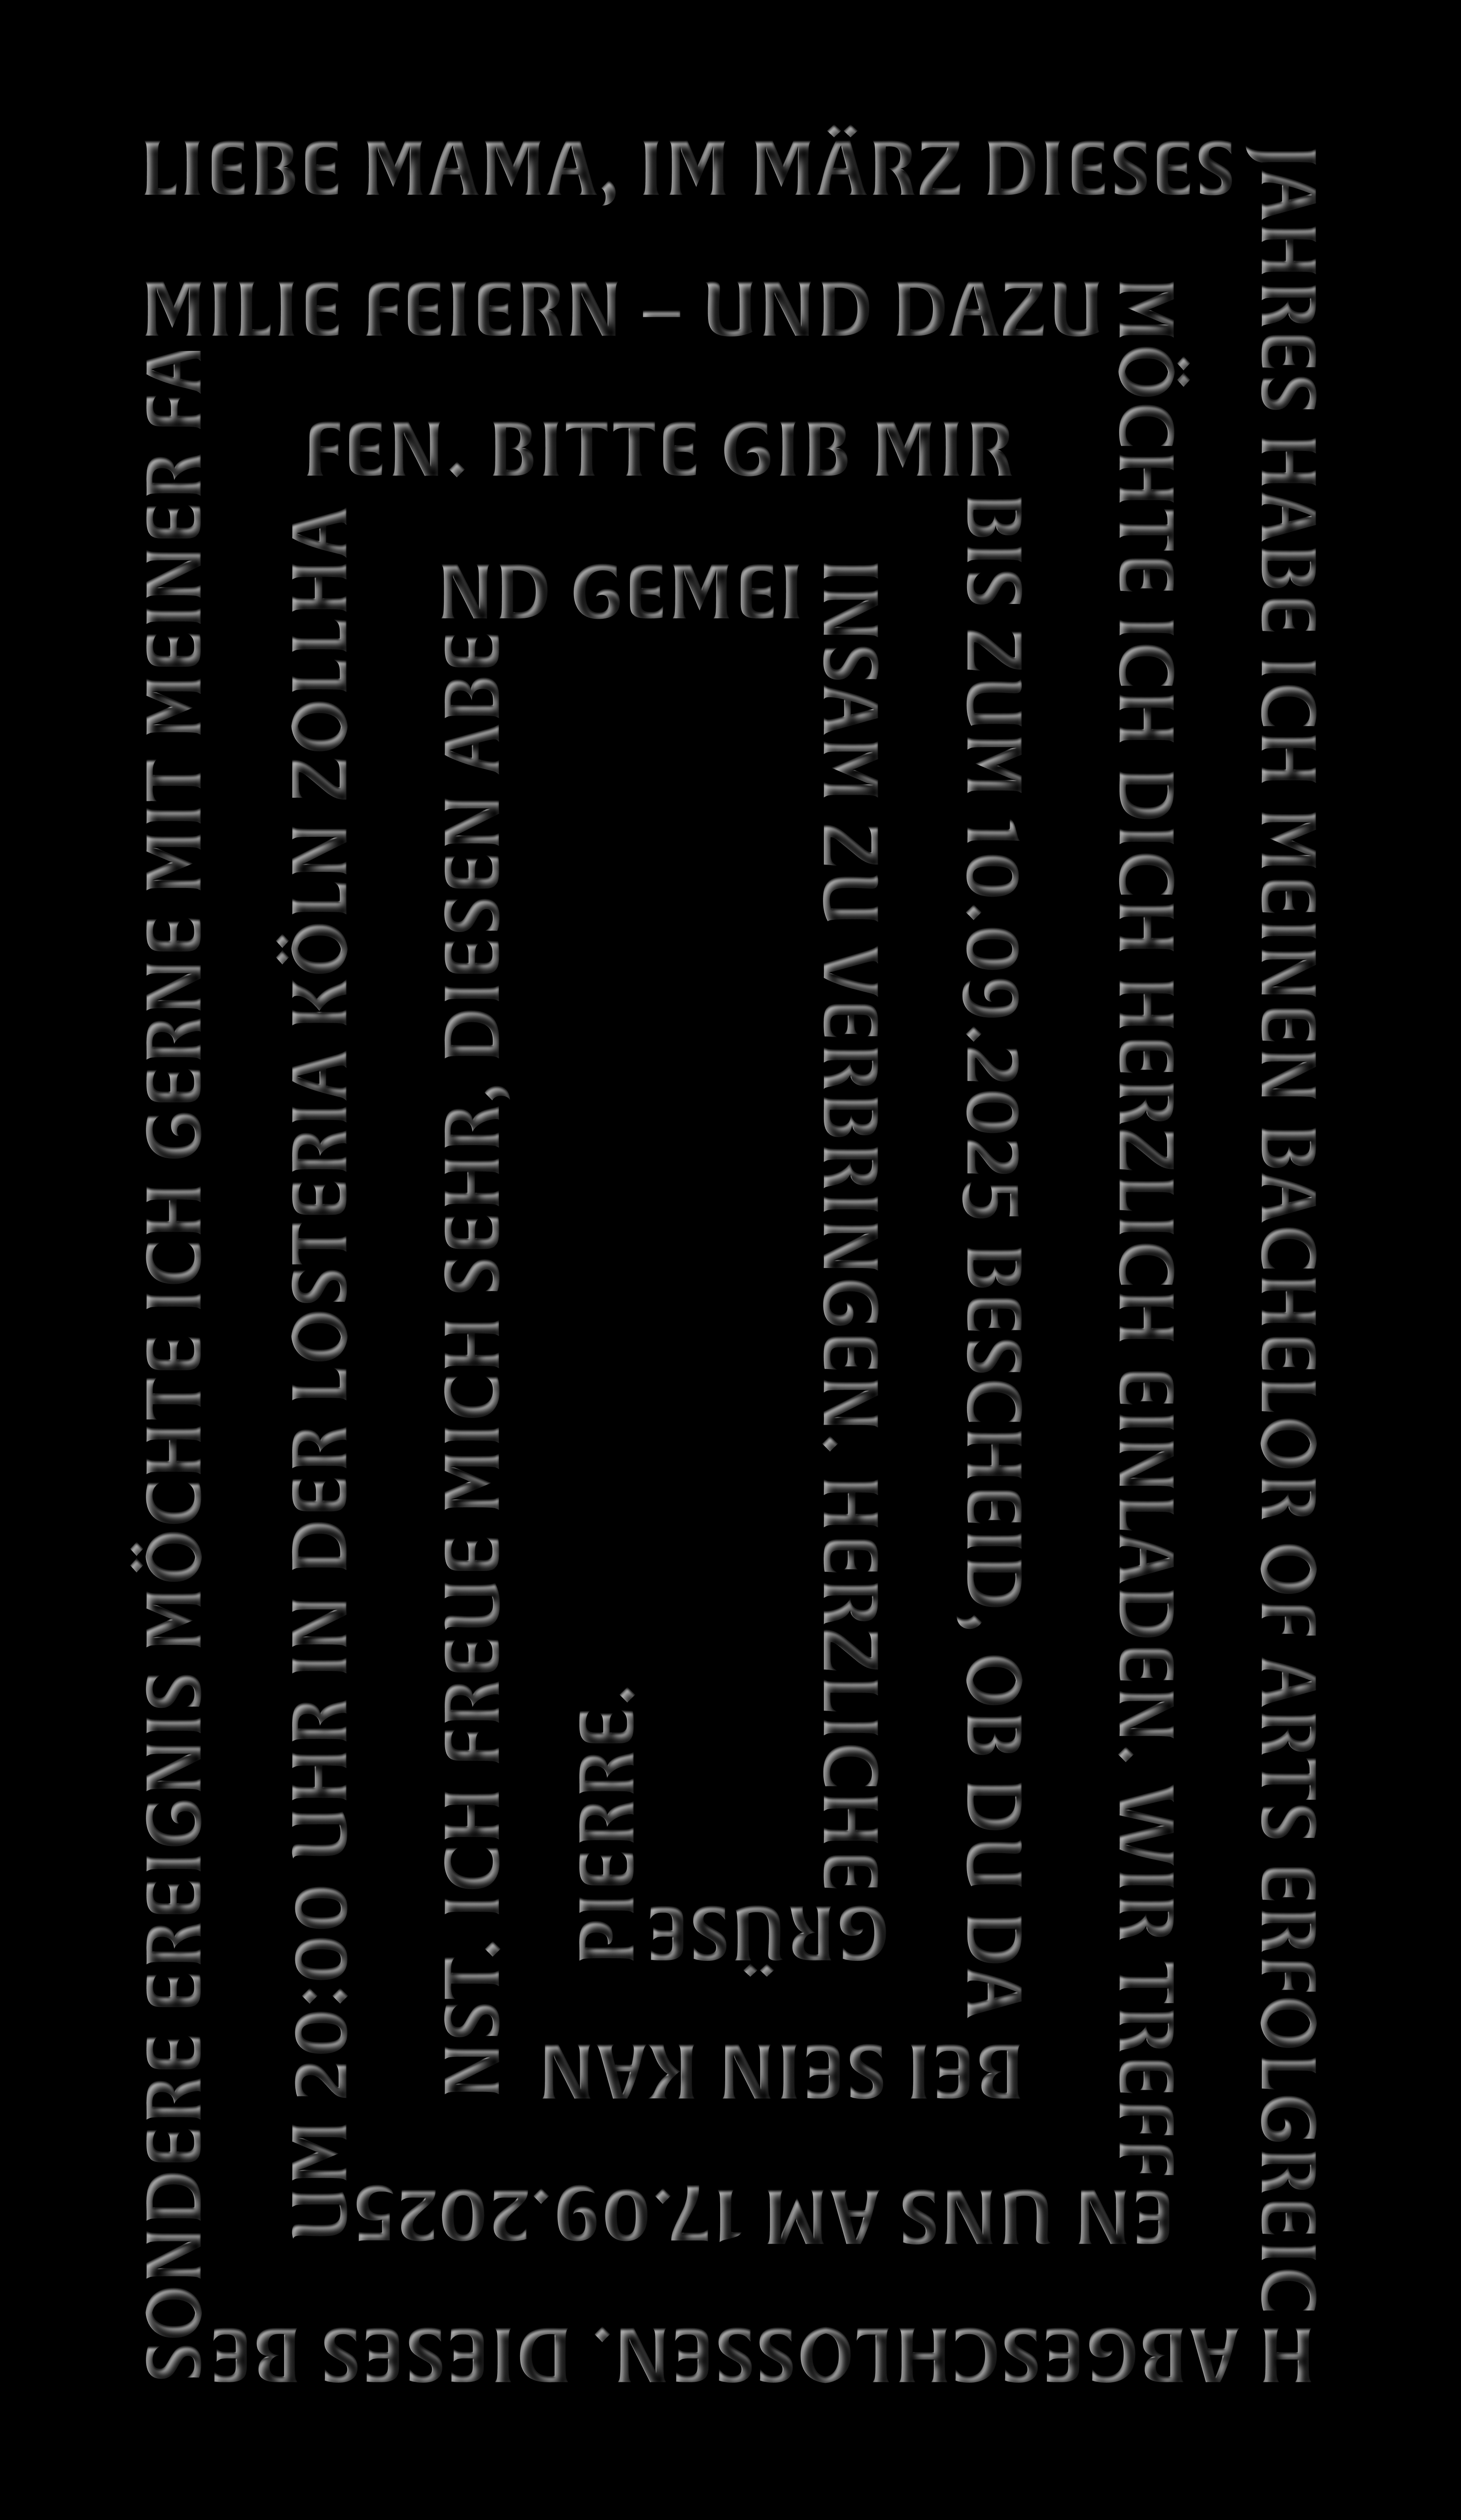 LIEBE MAMA, IM MÄRZ DIESES
JAHRES HABE ICH MEINEN BACHELOR OF ARTS ERFOLGREIC
H ABGESCHLOSSEN. DIESES BE
SONDERE EREIGNIS MÖCHTE ICH GERNE MIT MEINER FA
MILIE FEIERN – UND DAZU
MÖCHTE ICH DICH HERZLICH EINLADEN. WIR TREFF
EN UNS AM 17.09.2025
UM 20:00 UHR IN DER LOSTERIA KÖLN ZOLLHA
FEN. BITTE GIB MIR
BIS ZUM 10.09.2025 BESCHEID, OB DU DA
BEI SEIN KAN
NST. ICH FREUE MICH SEHR, DIESEN ABE
ND GEMEI
INSAM ZU VERBRINGEN. HERZLICHE
GRÜSE
PIERRE.